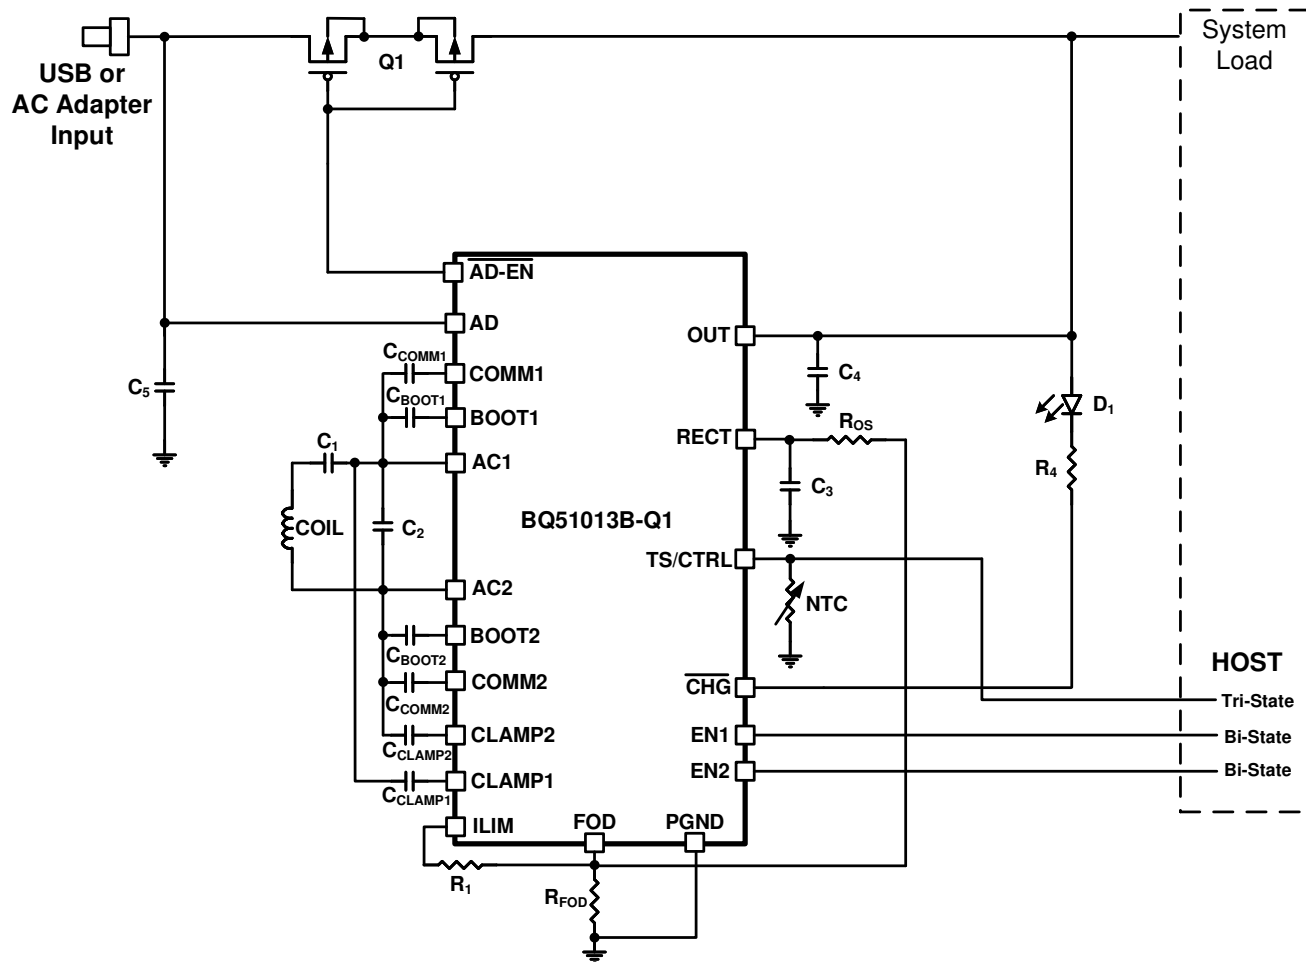 System
Load
USB or
AC Adapter
Input
Q1
AD-EN
AD
OUT
C5
CCOMM1
COMM1
C4
CBOOT1
BOOT1
D1
ROS
RECT
C1
AC1
R4
C3
COIL
C2
BQ51013B-Q1
TS/CTRL
AC2
NTC
BOOT2
CBOOT2
HOST
COMM2
CHG
CCOMM2
Tri-State
CLAMP2
EN1
Bi-State
CCLAMP2
EN2
Bi-State
CLAMP1
CCLAMP1
ILIM
FOD
PGND
R1
RFOD